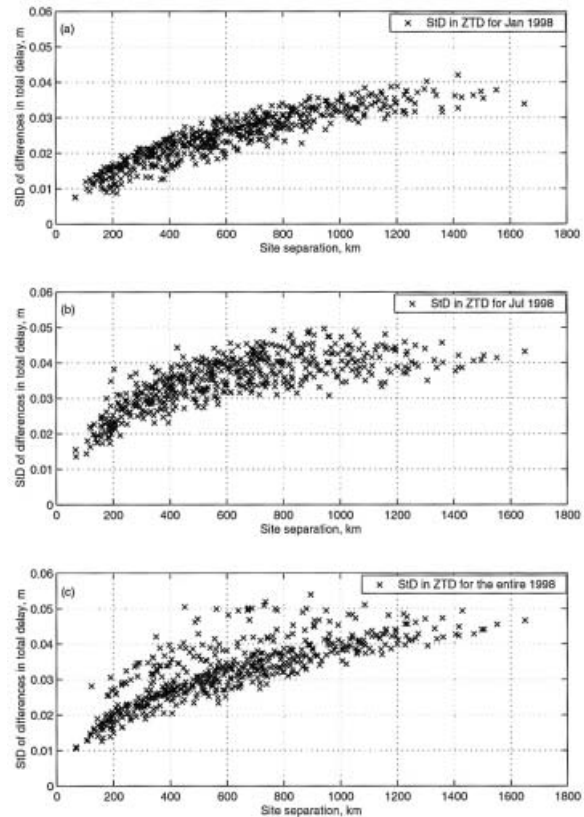 0.06
(a)
× StD in ZTD for Jan 1998
0.05
0.04
0.03
0.02
0.01
0
StD of differences in total delay, m
0 200 400 600 800 1000 1200 1400 1600 1800
Site separation, km
0.06
(b)
× StD in ZTD for Jul 1998
0.05
0.04
0.03
0.02
0.01
0
StD of differences in total delay, m
0 200 400 600 800 1000 1200 1400 1600 1800
Site separation, km
0.06
(c)
× StD in ZTD for the entire 1998
0.05
0.04
0.03
0.02
0.01
0
StD of differences in total delay, m
0 200 400 600 800 1000 1200 1400 1600 1800
Site separation, km